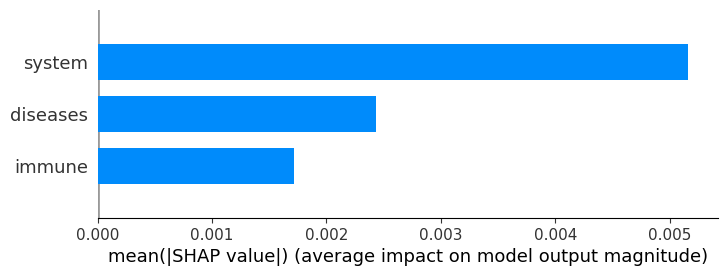 system
diseases
immune
0.000 0.001 0.002 0.003 0.004 0.005
mean(|SHAP value|) (average impact on model output magnitude)